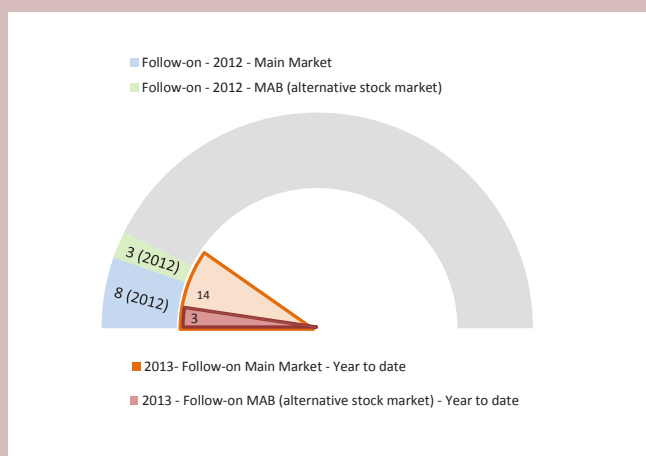 Follow-on - 2012 - Main Market
Follow-on - 2012 - MAB (alternative stock market)
3 (2012)
8 (2012)
14
3
2013- Follow-on Main Market - Year to date
2013 - Follow-on MAB (alternative stock market) - Year to date